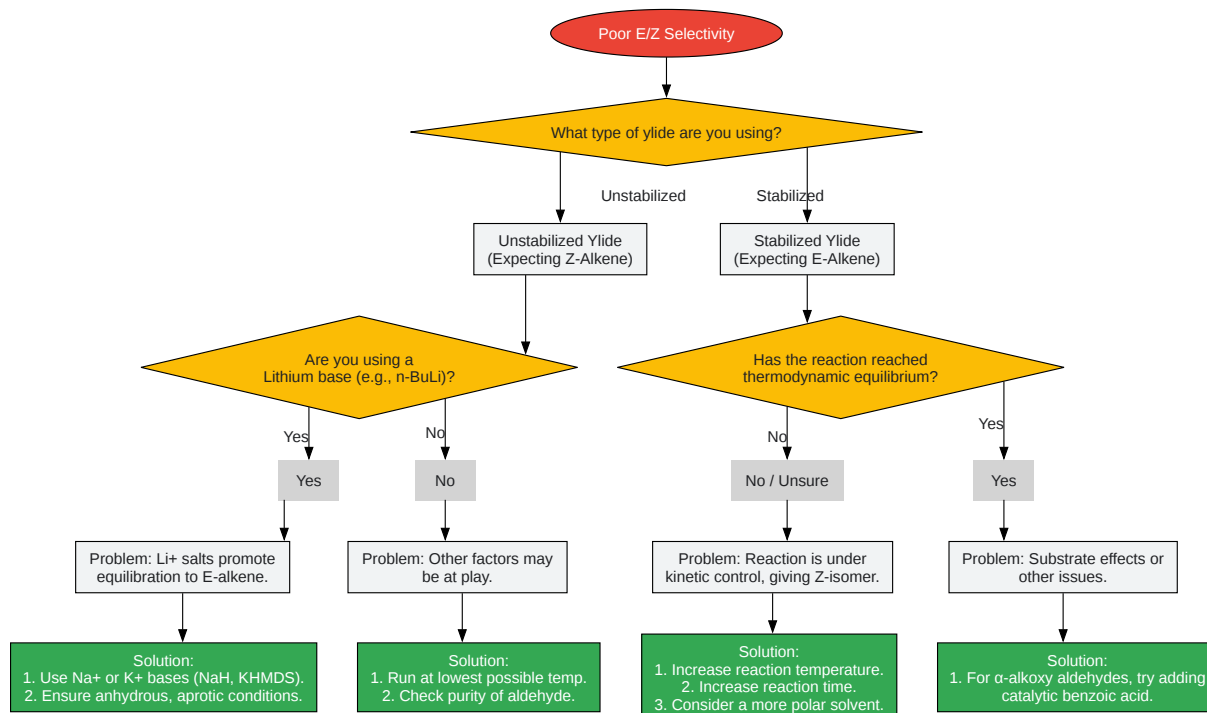 Poor E/Z Selectivity
What type of ylide are you using?
Unstabilized
Stabilized
Unstabilized Ylide
(Expecting Z-Alkene)
Stabilized Ylide
(Expecting E-Alkene)
Are you using a
Lithium base (e.g., n-BuLi)?
Has the reaction reached
thermodynamic equilibrium?
Yes
No
No
Yes
Yes
No
No / Unsure
Yes
Problem: Li+ salts promote
equilibration to E-alkene.
Problem: Other factors may
be at play.
Problem: Reaction is under
kinetic control, giving Z-isomer.
Problem: Substrate effects or
other issues.
Solution:
1. Use Na+ or K+ bases (NaH, KHMDS).
2. Ensure anhydrous, aprotic conditions.
Solution:
1. Run at lowest possible temp.
2. Check purity of aldehyde.
Solution:
1. Increase reaction temperature.
2. Increase reaction time.
3. Consider a more polar solvent.
Solution:
1. For α-alkoxy aldehydes, try adding
catalytic benzoic acid.